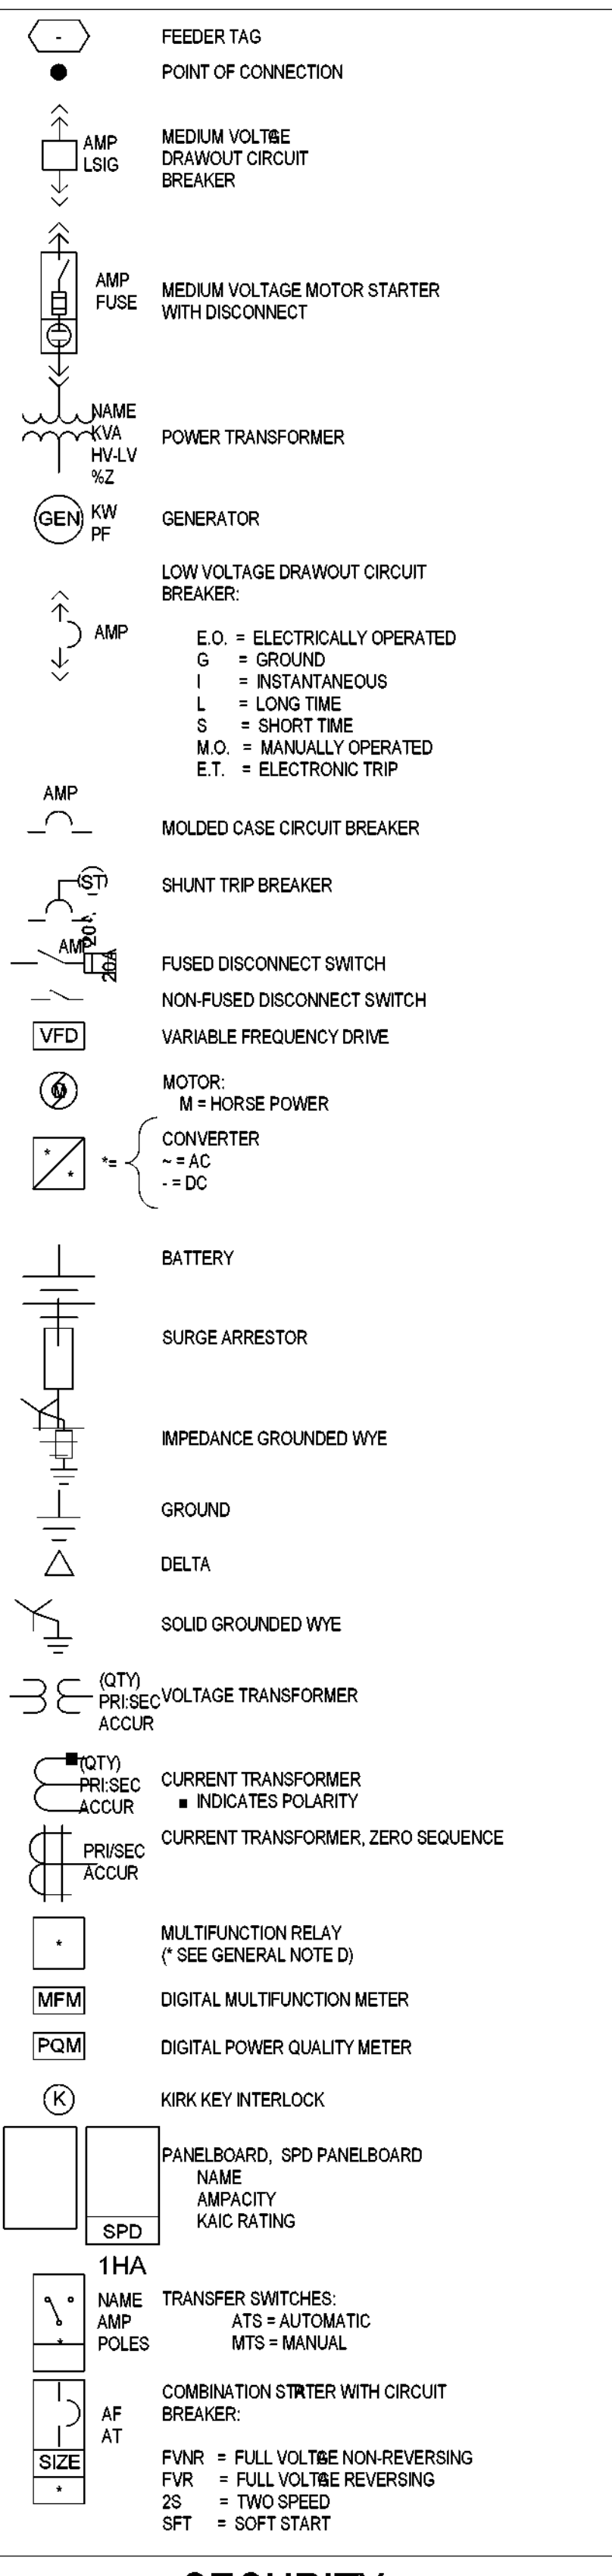 -
FEEDER TAG
POINT OF CONNECTION
AMP
LSIG
MEDIUM VOLTAGE
DRAWOUT CIRCUIT
BREAKER
AMP
FUSE
MEDIUM VOLTAGE MOTOR STARTER
WITH DISCONNECT
NAME
KVA
HV-LV
%Z
POWER TRANSFORMER
GEN
KW
PF
GENERATOR
LOW VOLTAGE DRAWOUT CIRCUIT
BREAKER:
AMP
E.O. = ELECTRICALLY OPERATED
G = GROUND
I = INSTANTANEOUS
L = LONG TIME
S = SHORT TIME
M.O. = MANUALLY OPERATED
E.T. = ELECTRONIC TRIP
AMP
MOLDED CASE CIRCUIT BREAKER
ST
SHUNT TRIP BREAKER
AMP
20A
20A
FUSED DISCONNECT SWITCH
NON-FUSED DISCONNECT SWITCH
VFD
VARIABLE FREQUENCY DRIVE
M
MOTOR:
M = HORSE POWER
* *
*=
CONVERTER
~ = AC
- = DC
BATTERY
SURGE ARRESTOR
IMPEDANCE GROUNDED WYE
GROUND
DELTA
SOLID GROUNDED WYE
(QTY)
PRI:SEC
ACCUR
VOLTAGE TRANSFORMER
(QTY)
PRI:SEC
ACCUR
CURRENT TRANSFORMER
■ INDICATES POLARITY
PRI/SEC
ACCUR
CURRENT TRANSFORMER, ZERO SEQUENCE
*
MULTIFUNCTION RELAY
(* SEE GENERAL NOTE D)
MFM
DIGITAL MULTIFUNCTION METER
PQM
DIGITAL POWER QUALITY METER
K
KIRK KEY INTERLOCK
SPD
PANELBOARD, SPD PANELBOARD
NAME
AMPACITY
KAIC RATING
1HA
NAME
AMP
POLES
*
TRANSFER SWITCHES:
ATS = AUTOMATIC
MTS = MANUAL
AF
AT
SIZE
*
COMBINATION STARTER WITH CIRCUIT
BREAKER:
FVNR = FULL VOLTAGE NON-REVERSING
FVR = FULL VOLTAGE REVERSING
2S = TWO SPEED
SFT = SOFT START